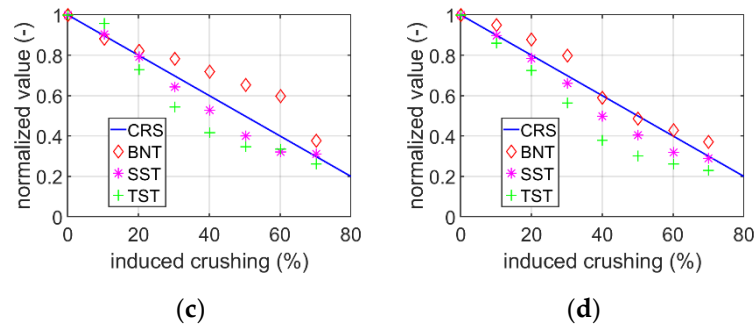 normalized value (-)
1
0.8
0.6
0.4
0.2
0
CRS
BNT
SST
TST
0 20 40 60 80
induced crushing (%)
(c)
normalized value (-)
1
0.8
0.6
0.4
0.2
0
CRS
BNT
SST
TST
0 20 40 60 80
induced crushing (%)
(d)